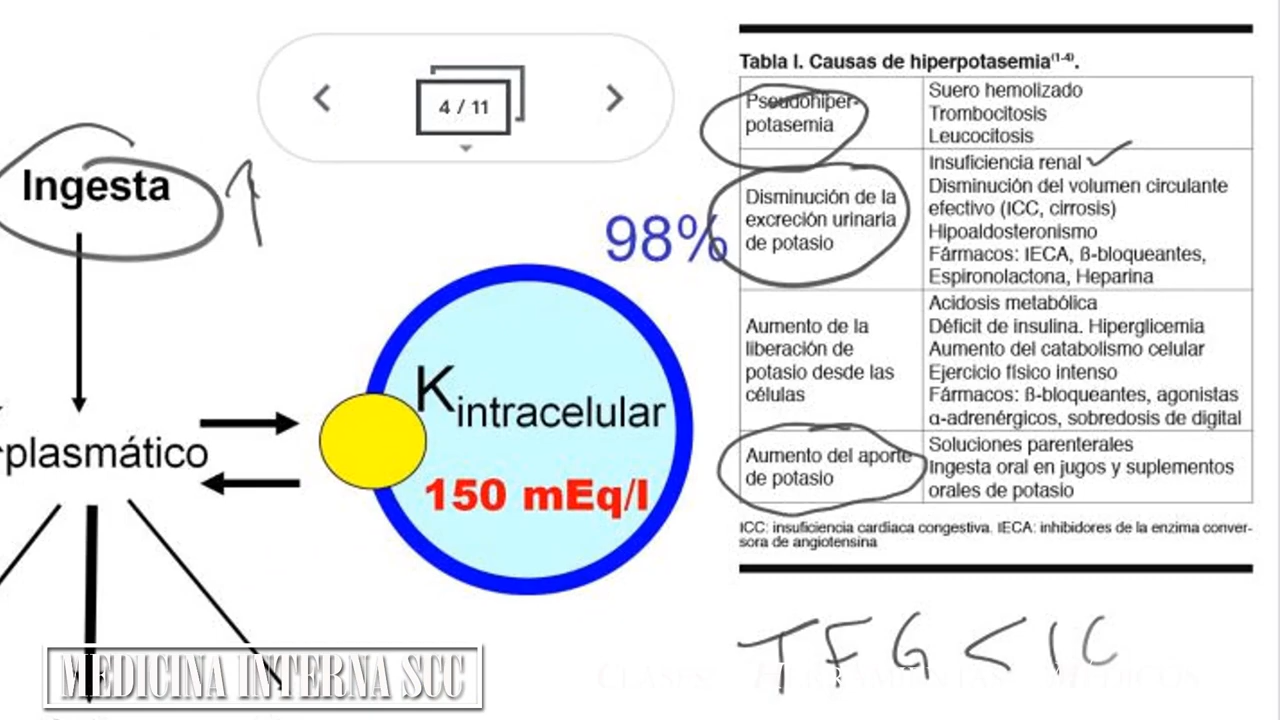 4 / 11
Ingesta
plasmático
98%
K intracelular
150 mEq/l
Tabla I. Causas de hiperpotasemia(1-4).
Pseudohiper-
potasemia
Suero hemolizado
Trombocitosis
Leucocitosis
Disminución de la
excreción urinaria
de potasio
Insuficiencia renal
Disminución del volumen circulante
efectivo (ICC, cirrosis)
Hipoaldosteronismo
Fármacos: IECA, ß-bloqueantes,
Espironolactona, Heparina
Aumento de la
liberación de
potasio desde las
células
Acidosis metabólica
Déficit de insulina. Hiperglicemia
Aumento del catabolismo celular
Ejercicio físico intenso
Fármacos: ß-bloqueantes, agonistas
α-adrenérgicos, sobredosis de digital
Aumento del aporte
de potasio
Soluciones parenterales
Ingesta oral en jugos y suplementos
orales de potasio
ICC: insuficiencia cardíaca congestiva. IECA: inhibidores de la enzima conver-
sora de angiotensina
TFG < 10
MEDICINA INTERNA SCC